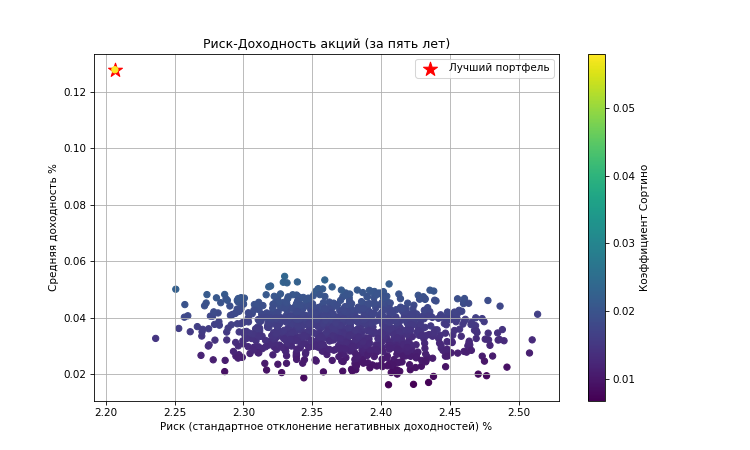 Риск-Доходность акций (за пять лет)
Лучший портфель
Средняя доходность %
0.12
0.10
0.08
0.06
0.04
0.02
2.20 2.25 2.30 2.35 2.40 2.45 2.50
Риск (стандартное отклонение негативных доходностей) %
0.05
0.04
0.03
0.02
0.01
Коэффициент Сортино